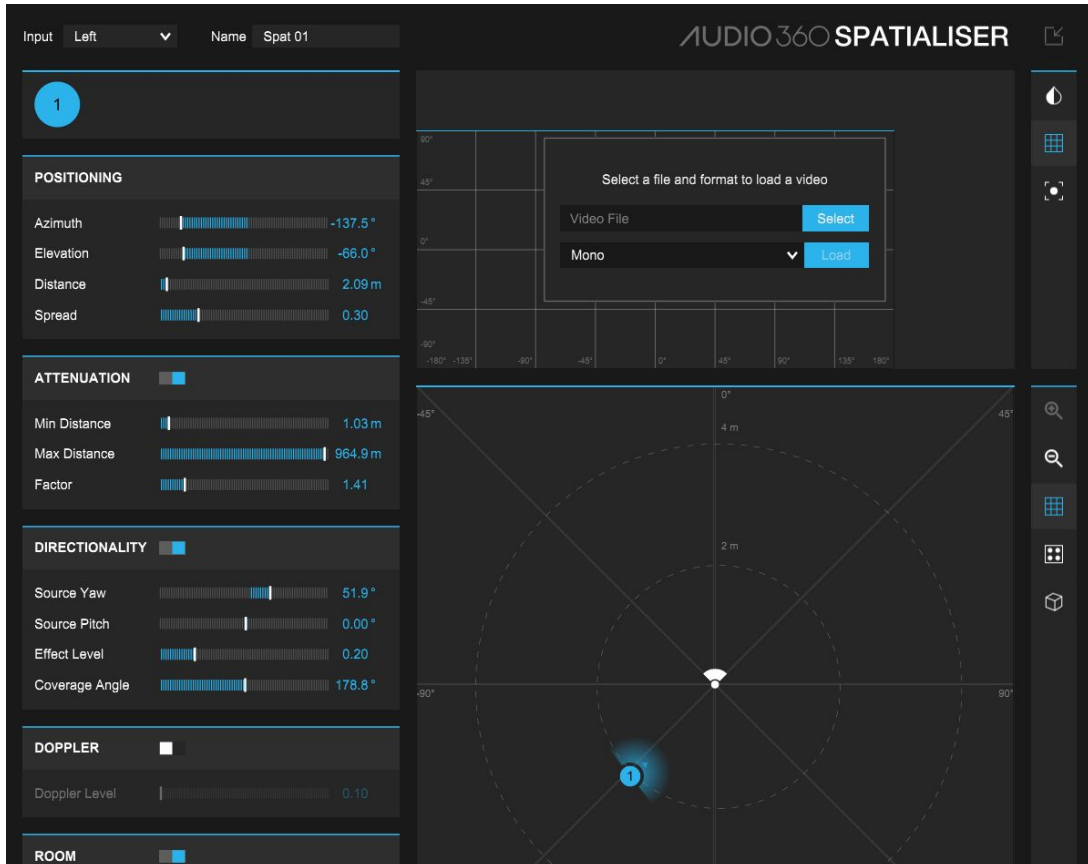 Input Left Name Spat 01
AUDIO360 SPATIALISER
1
POSITIONING
Azimuth -137.5°
Elevation -66.0°
Distance 2.09 m
Spread 0.30
ATTENUATION
Min Distance 1.03 m
Max Distance 964.9 m
Factor 1.41
DIRECTIONALITY
Source Yaw 51.9°
Source Pitch 0.00°
Effect Level 0.20
Coverage Angle 178.8°
DOPPLER
Doppler Level 0.10
ROOM
90°
45°
0°
-45°
-90°
-180° -135° -90° -45° 0° 45° 90° 135° 180°
Select a file and format to load a video
Video File Select
Mono Load
0°
-45° 45°
4 m
2 m
-90° 90°
1